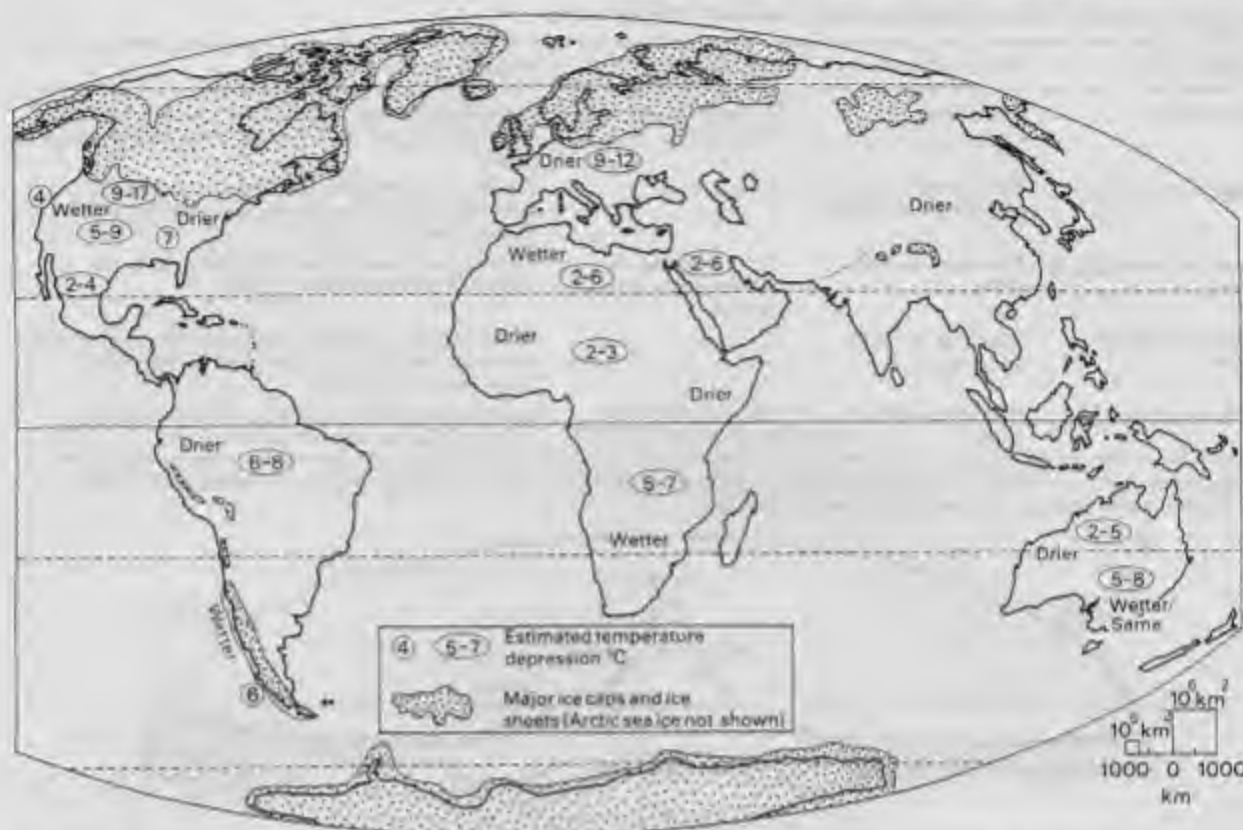 Drier 9–12
4
9–17
Wetter
Drier
5–9
7
Drier
2–4
Wetter
2–6
2–6
Drier
2–3
Drier
Drier
6–8
5–7
Wetter
2–5
Drier
5–8
Wetter/
Same
Wetter
6
4 5–7 Estimated temperature
depression °C
Major ice caps and ice
sheets (Arctic sea ice not shown)
10⁶ km²
10⁵ km²
1000 0 1000
km